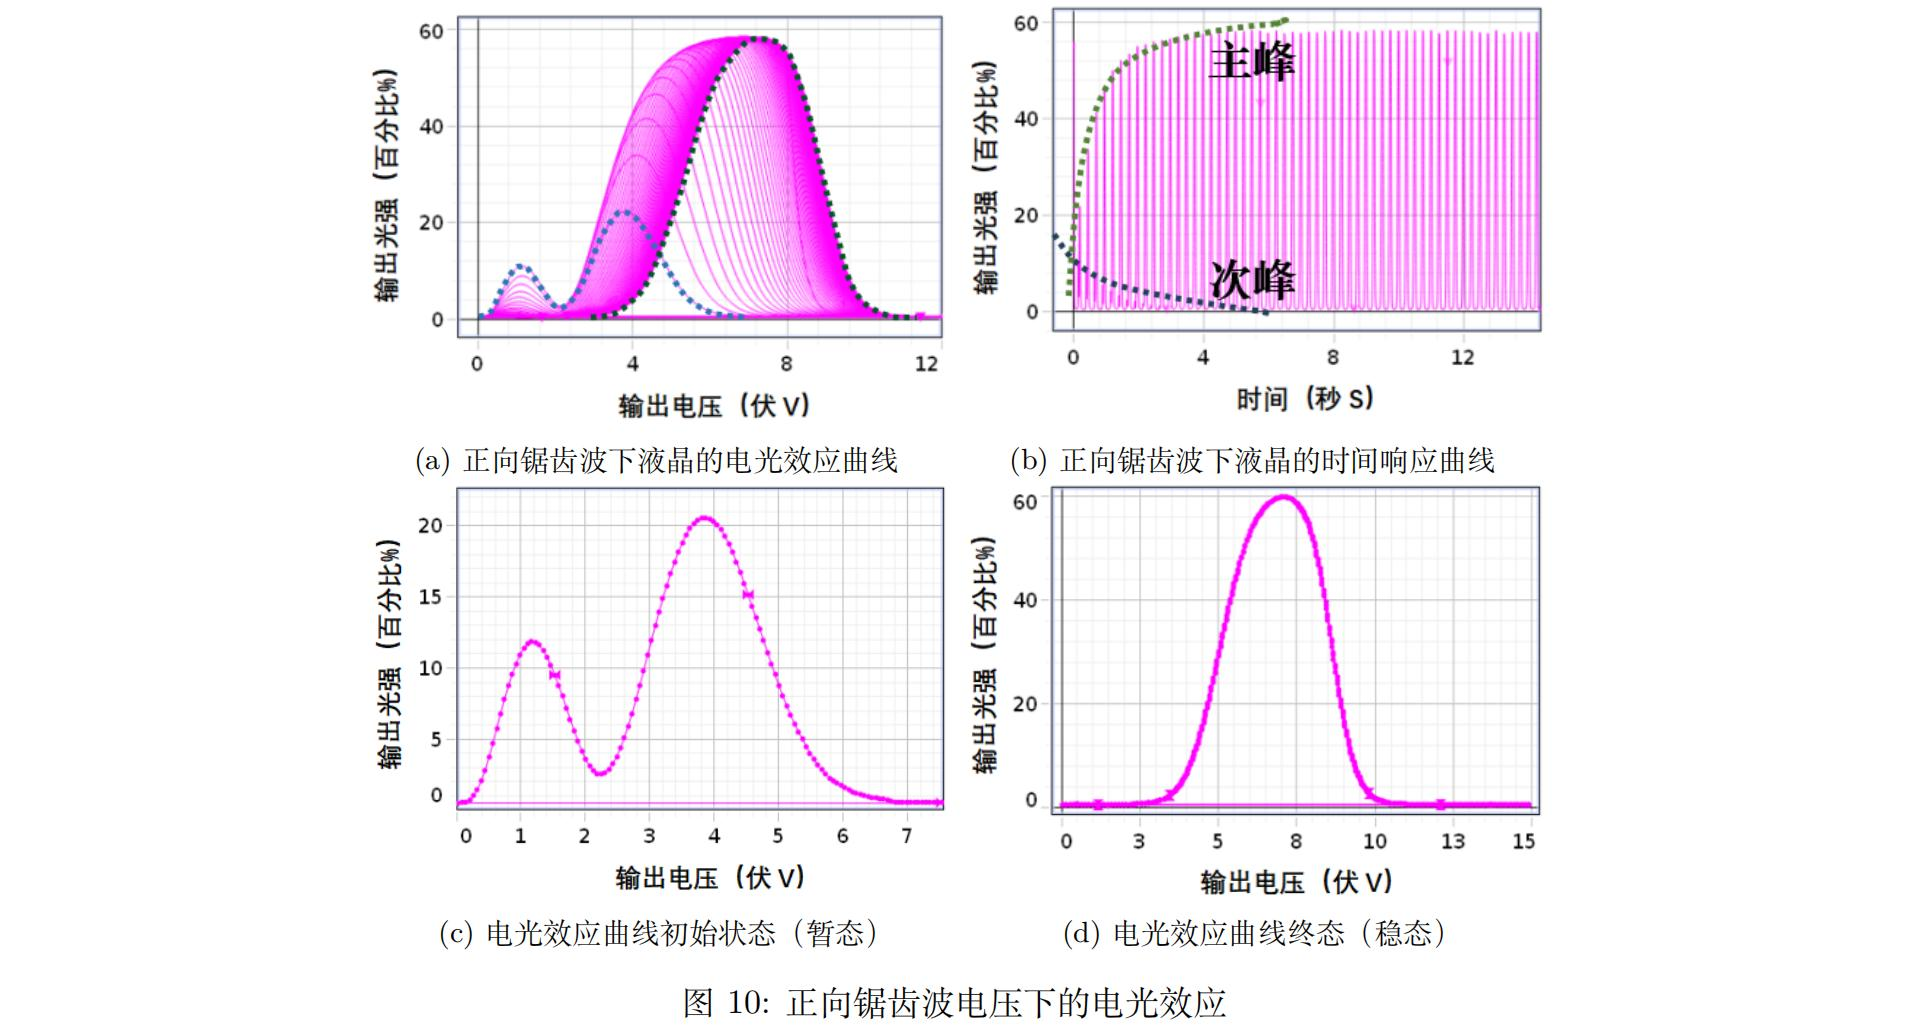 60
40
20
0
0 4 8 12
输出光强（百分比%）
输出电压（伏 V）
(a) 正向锯齿波下液晶的电光效应曲线
60
40
20
0
0 4 8 12
输出光强（百分比%）
主峰
次峰
时间（秒 S）
(b) 正向锯齿波下液晶的时间响应曲线
20
15
10
5
0
0 1 2 3 4 5 6 7
输出光强（百分比%）
输出电压（伏 V）
(c) 电光效应曲线初始状态（暂态）
60
40
20
0
0 3 5 8 10 13 15
输出光强（百分比%）
输出电压（伏 V）
(d) 电光效应曲线终态（稳态）
图 10: 正向锯齿波电压下的电光效应